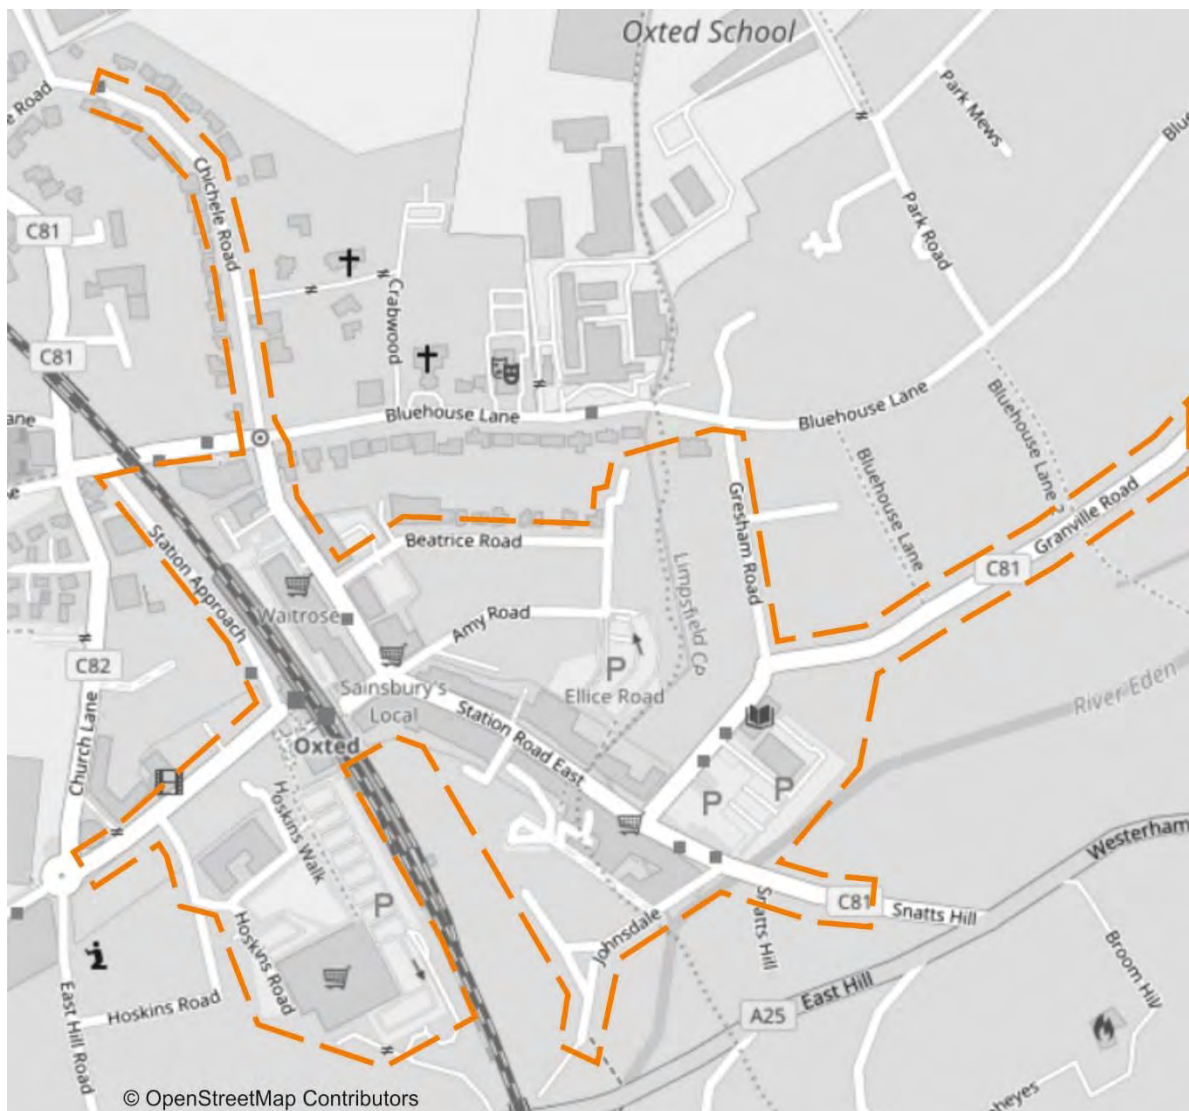 Oxted School
Park Mews
Road
Chichele Road
C81
Park Road
Crabwood
C81
Bluehouse Lane
Bluehouse Lane
Bluehouse Lane
Bluehouse Lane
Gresham Road
Granville Road
C81
Beatrice Road
Station Approach
Waitrose
Amy Road
Limpsfield Co
P
Ellice Road
C82
Sainsbury's
Local
River Eden
Church Lane
Station Road East
Oxted
P
P
Hoskins Walk
Westerham
P
C81
Snatts Hill
Snatts Hill
Johnsdale
Broom Hill
Hoskins Road
Hoskins Road
East Hill
A25
East Hill Road
© OpenStreetMap Contributors